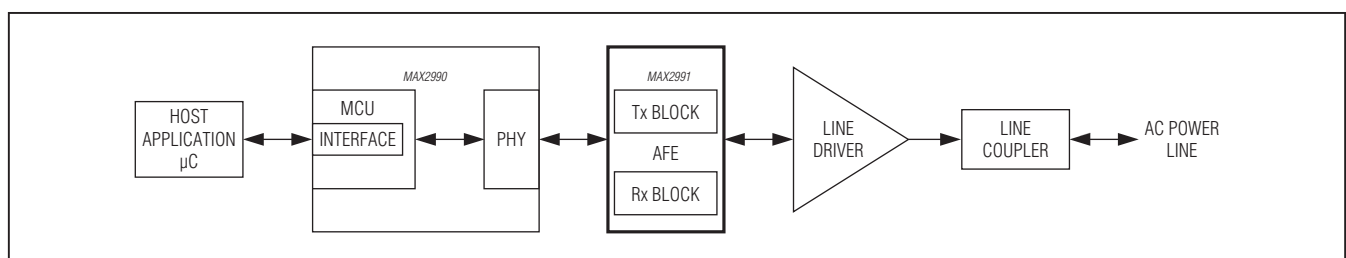 HOST
APPLICATION
µC
MAX2990
MCU
INTERFACE
PHY
MAX2991
Tx BLOCK
AFE
Rx BLOCK
LINE
DRIVER
LINE
COUPLER
AC POWER
LINE